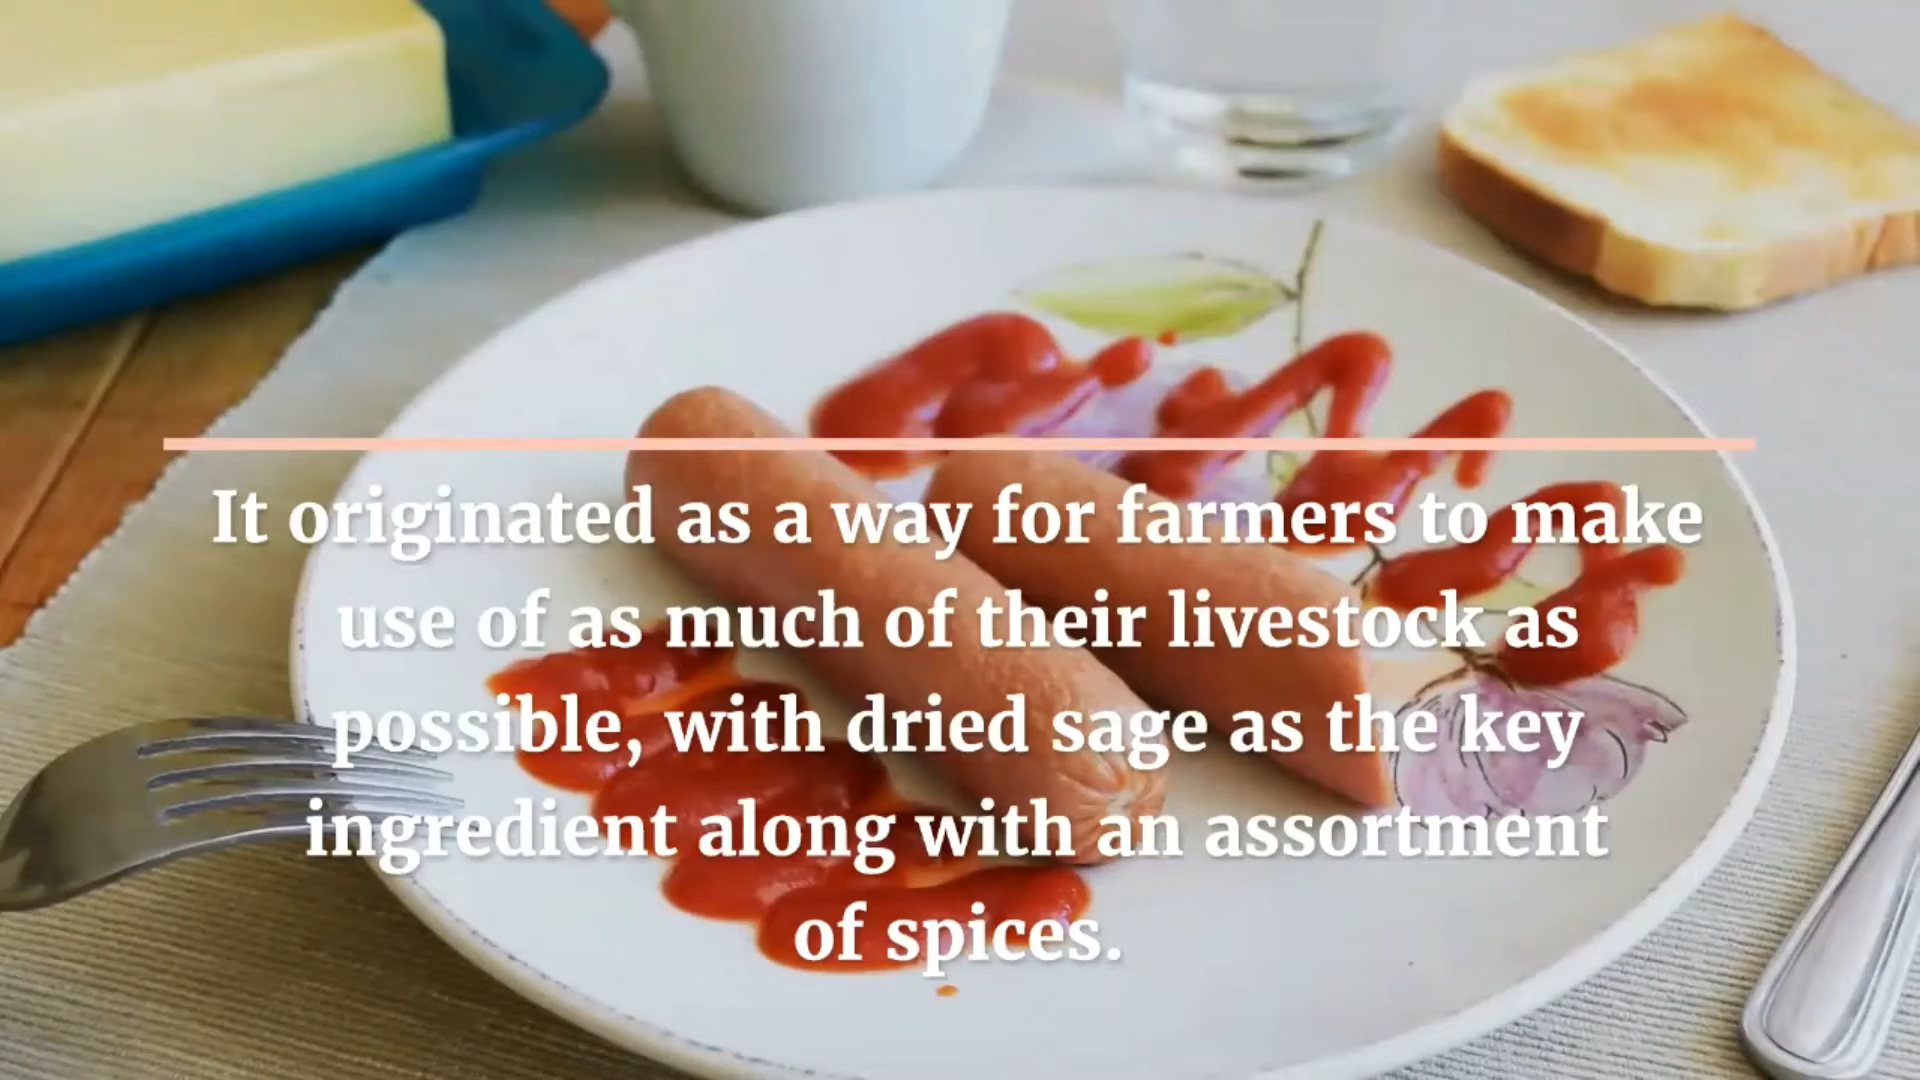 It originated as a way for farmers to make
use of as much of their livestock as
possible, with dried sage as the key
ingredient along with an assortment
of spices.